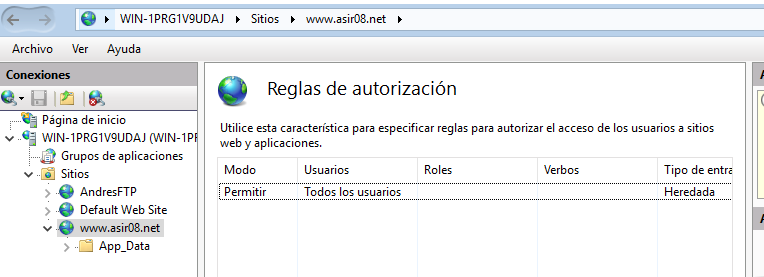 WIN-1PRG1V9UDAJ Sitios www.asir08.net
Archivo Ver Ayuda
Conexiones
Página de inicio
WIN-1PRG1V9UDAJ (WIN-1PF
Grupos de aplicaciones
Sitios
AndresFTP
Default Web Site
www.asir08.net
App_Data
Reglas de autorización
Utilice esta característica para especificar reglas para autorizar el acceso de los usuarios a sitios
web y aplicaciones.
Modo Usuarios Roles Verbos Tipo de entra
Permitir Todos los usuarios Heredada